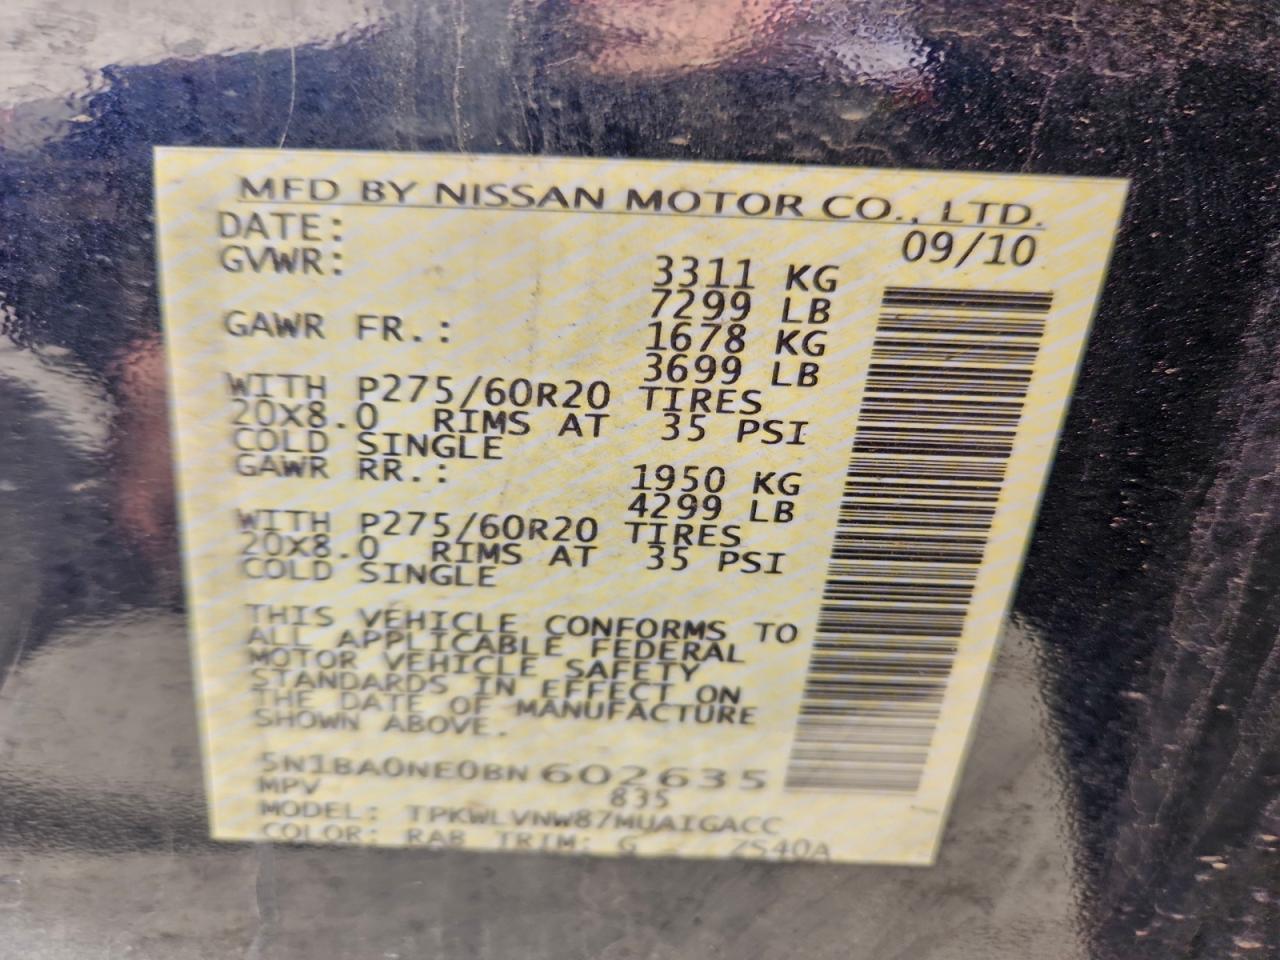 MFD BY NISSAN MOTOR CO., LTD.
DATE: 09/10
GVWR: 3311 KG
7299 LB
GAWR FR.: 1678 KG
3699 LB
WITH P275/60R20 TIRES
20X8.0 RIMS AT 35 PSI
COLD SINGLE
GAWR RR.: 1950 KG
4299 LB
WITH P275/60R20 TIRES
20X8.0 RIMS AT 35 PSI
COLD SINGLE
THIS VEHICLE CONFORMS TO
ALL APPLICABLE FEDERAL
MOTOR VEHICLE SAFETY
STANDARDS IN EFFECT ON
THE DATE OF MANUFACTURE
SHOWN ABOVE.
5N1BA0NE0BN 602635
MPV 835
MODEL: TPKWLVNW87MUAIGACC
COLOR: RAB TRIM: G - ZS40A